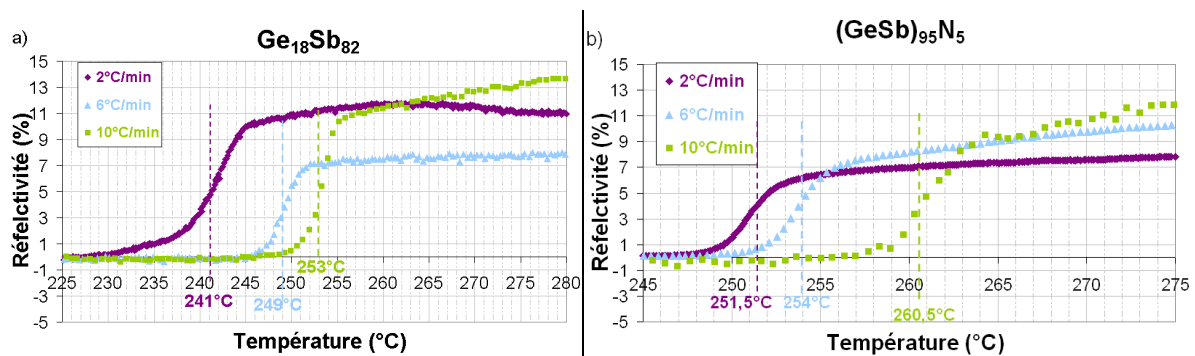 a)
Ge18Sb82
Réfelctivité (%)
15
13
11
9
7
5
3
1
-1
-3
-5
2°C/min
6°C/min
10°C/min
225 230 235 240 245 250 255 260 265 270 275 280
241°C
249°C
253°C
Température (°C)
b)
(GeSb)95N5
Réfelctivité (%)
15
13
11
9
7
5
3
1
-1
-3
-5
2°C/min
6°C/min
10°C/min
245 250 255 260 265 270 275
251,5°C
254°C
260,5°C
Température (°C)